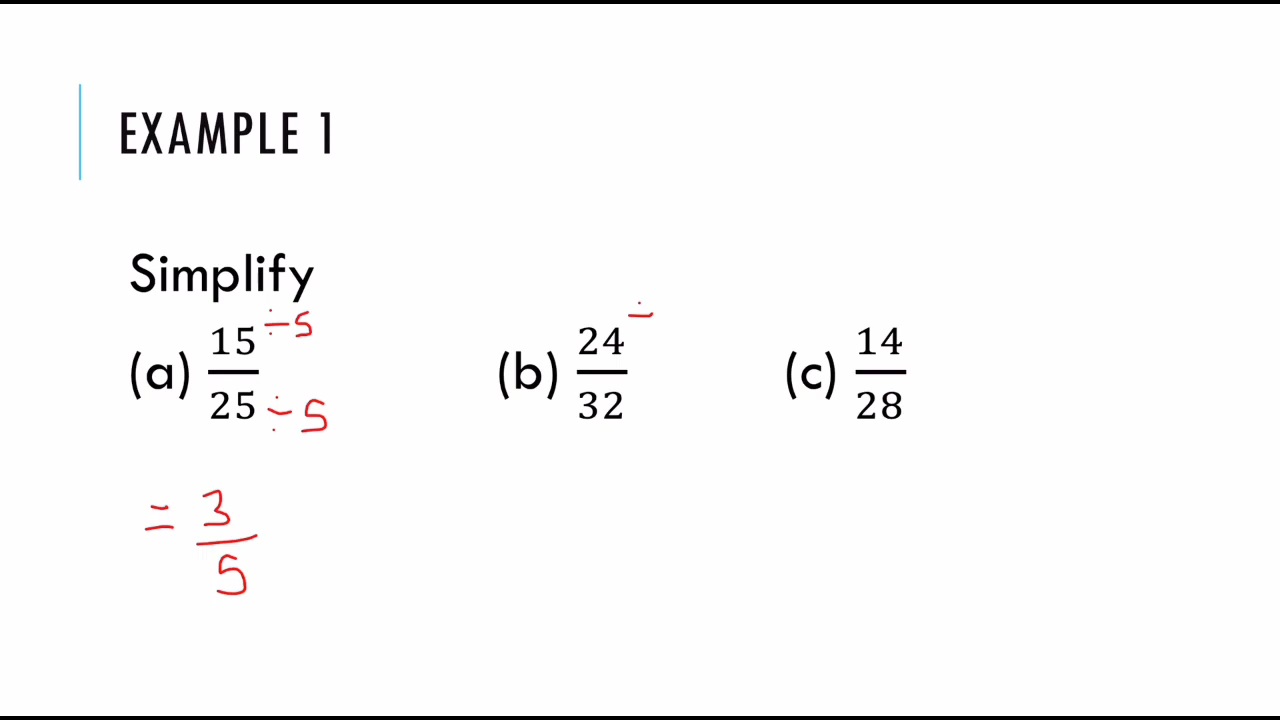 EXAMPLE 1
Simplify
(a) 15/25 ÷5 ÷5
(b) 24/32 ÷
(c) 14/28
= 3/5